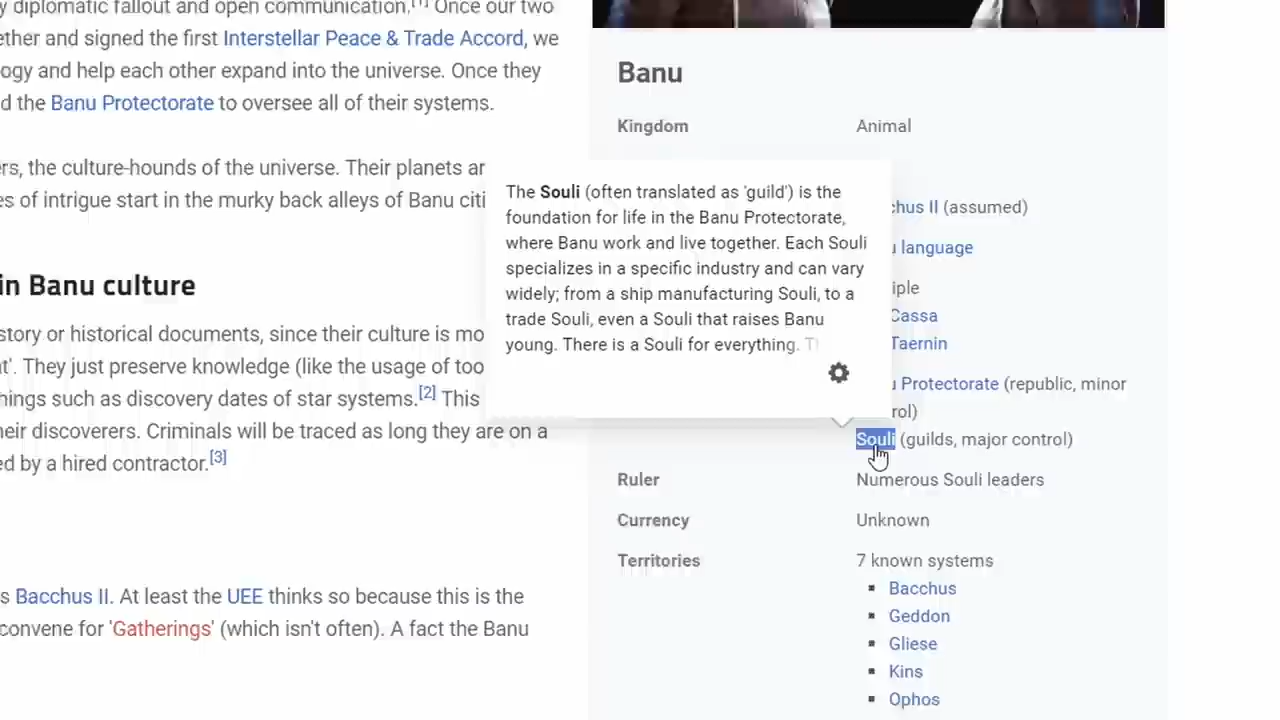 y diplomatic fallout and open communication.[1] Once our two
ether and signed the first Interstellar Peace & Trade Accord, we
ogy and help each other expand into the universe. Once they
d the Banu Protectorate to oversee all of their systems.
rs, the culture-hounds of the universe. Their planets ar
es of intrigue start in the murky back alleys of Banu citi
in Banu culture
story or historical documents, since their culture is mo
t'. They just preserve knowledge (like the usage of too
hings such as discovery dates of star systems.[2] This
heir discoverers. Criminals will be traced as long they are on a
ed by a hired contractor.[3]
s Bacchus II. At least the UEE thinks so because this is the
convene for 'Gatherings' (which isn't often). A fact the Banu
The Souli (often translated as 'guild') is the
foundation for life in the Banu Protectorate,
where Banu work and live together. Each Souli
specializes in a specific industry and can vary
widely; from a ship manufacturing Souli, to a
trade Souli, even a Souli that raises Banu
young. There is a Souli for everything. T
Banu
Kingdom Animal
chus II (assumed)
u language
iple
Cassa
Taernin
u Protectorate (republic, minor
rol)
Souli (guilds, major control)
Ruler Numerous Souli leaders
Currency Unknown
Territories 7 known systems
▪ Bacchus
▪ Geddon
▪ Gliese
▪ Kins
▪ Ophos